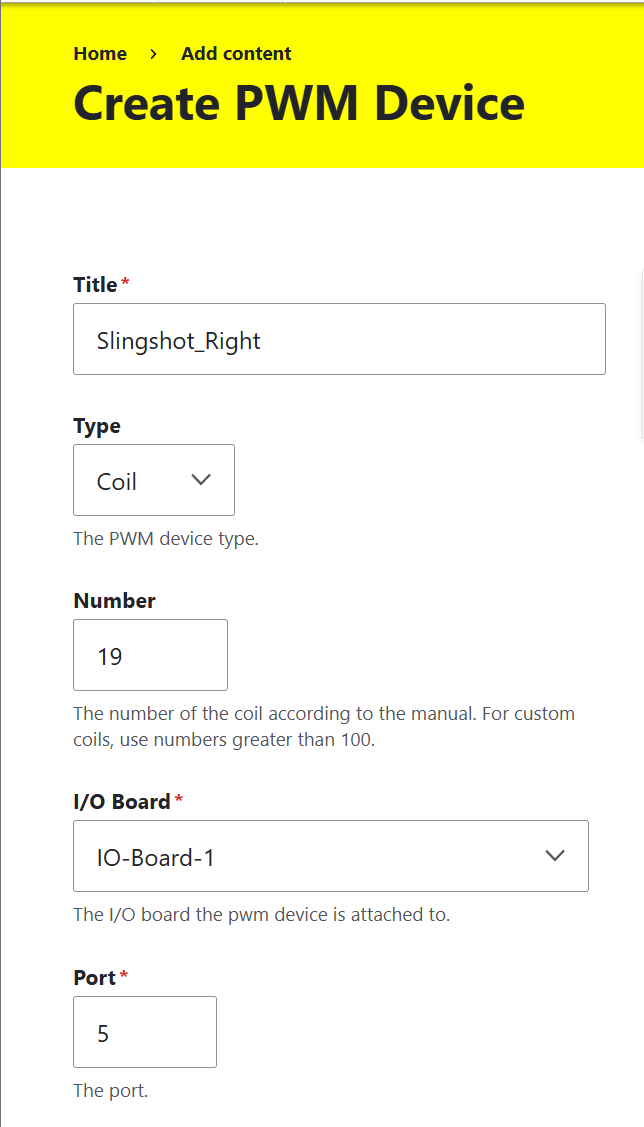 Home > Add content
Create PWM Device
Title*
Slingshot_Right
Type
Coil
The PWM device type.
Number
19
The number of the coil according to the manual. For custom
coils, use numbers greater than 100.
I/O Board*
IO-Board-1
The I/O board the pwm device is attached to.
Port*
5
The port.